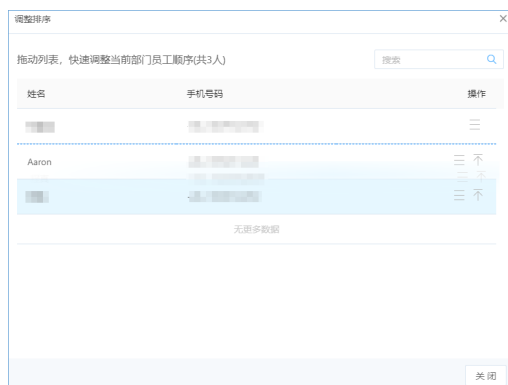 调整排序
拖动列表，快速调整当前部门员工顺序(共3人)
搜索
姓名 手机号码 操作
Aaron
无更多数据
关闭